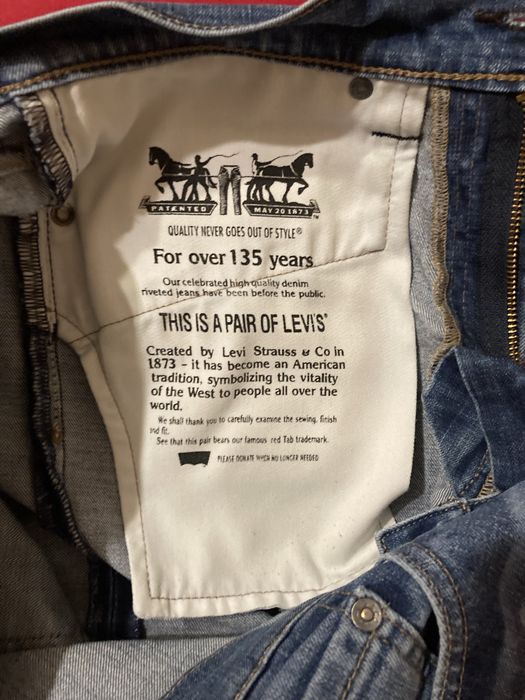 PATENTED MAY 20 1873 ™
QUALITY NEVER GOES OUT OF STYLE®
For over 135 years
Our celebrated high quality denim
riveted jeans have been before the public.
THIS IS A PAIR OF LEVI'S®
Created by Levi Strauss & Co in
1873 - it has become an American
tradition, symbolizing the vitality
of the West to people all over the
world.
We shall thank you to carefully examine the sewing, finish
and fit.
See that this pair bears our famous red Tab trademark.
PLEASE DONATE WHEN NO LONGER NEEDED